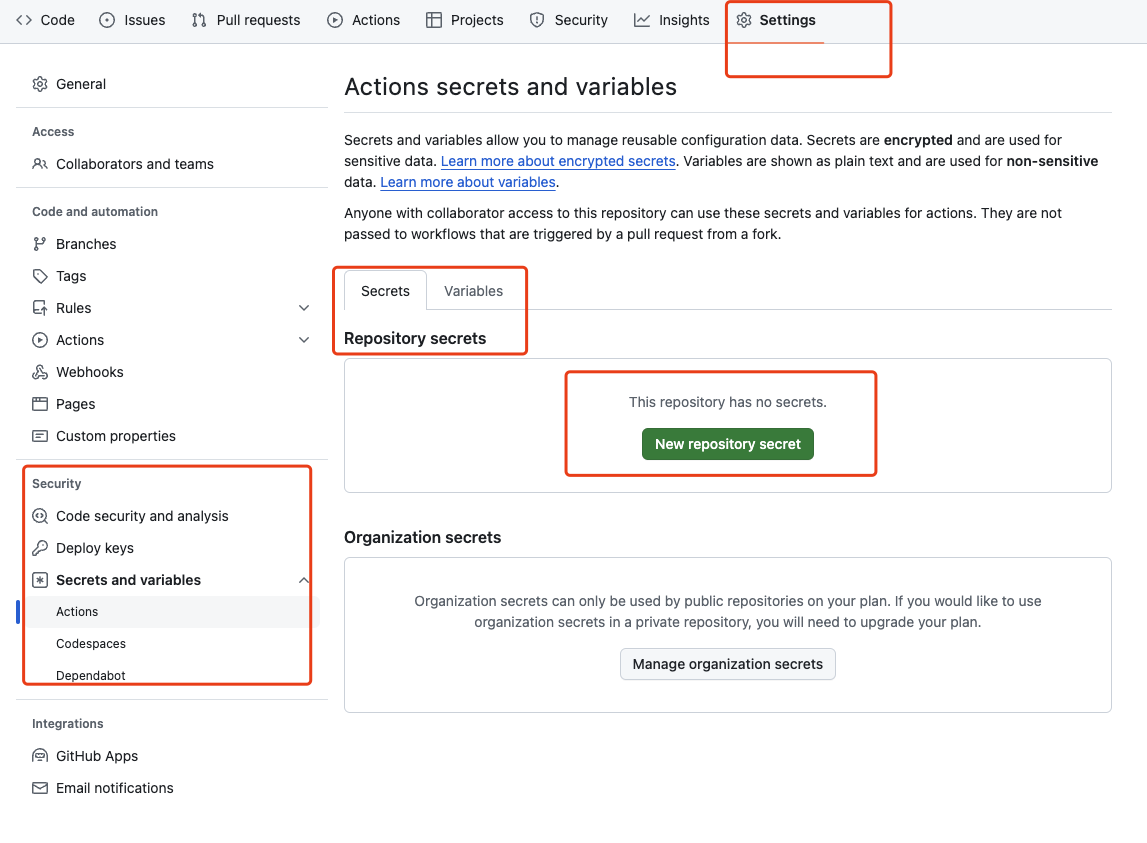 Code
Issues
Pull requests
Actions
Projects
Security
Insights
Settings
General
Access
Collaborators and teams
Code and automation
Branches
Tags
Rules
Actions
Webhooks
Pages
Custom properties
Security
Code security and analysis
Deploy keys
Secrets and variables
Actions
Codespaces
Dependabot
Integrations
GitHub Apps
Email notifications
Actions secrets and variables
Secrets and variables allow you to manage reusable configuration data. Secrets are encrypted and are used for
sensitive data. Learn more about encrypted secrets. Variables are shown as plain text and are used for non-sensitive
data. Learn more about variables.
Anyone with collaborator access to this repository can use these secrets and variables for actions. They are not
passed to workflows that are triggered by a pull request from a fork.
Secrets
Variables
Repository secrets
This repository has no secrets.
New repository secret
Organization secrets
Organization secrets can only be used by public repositories on your plan. If you would like to use
organization secrets in a private repository, you will need to upgrade your plan.
Manage organization secrets